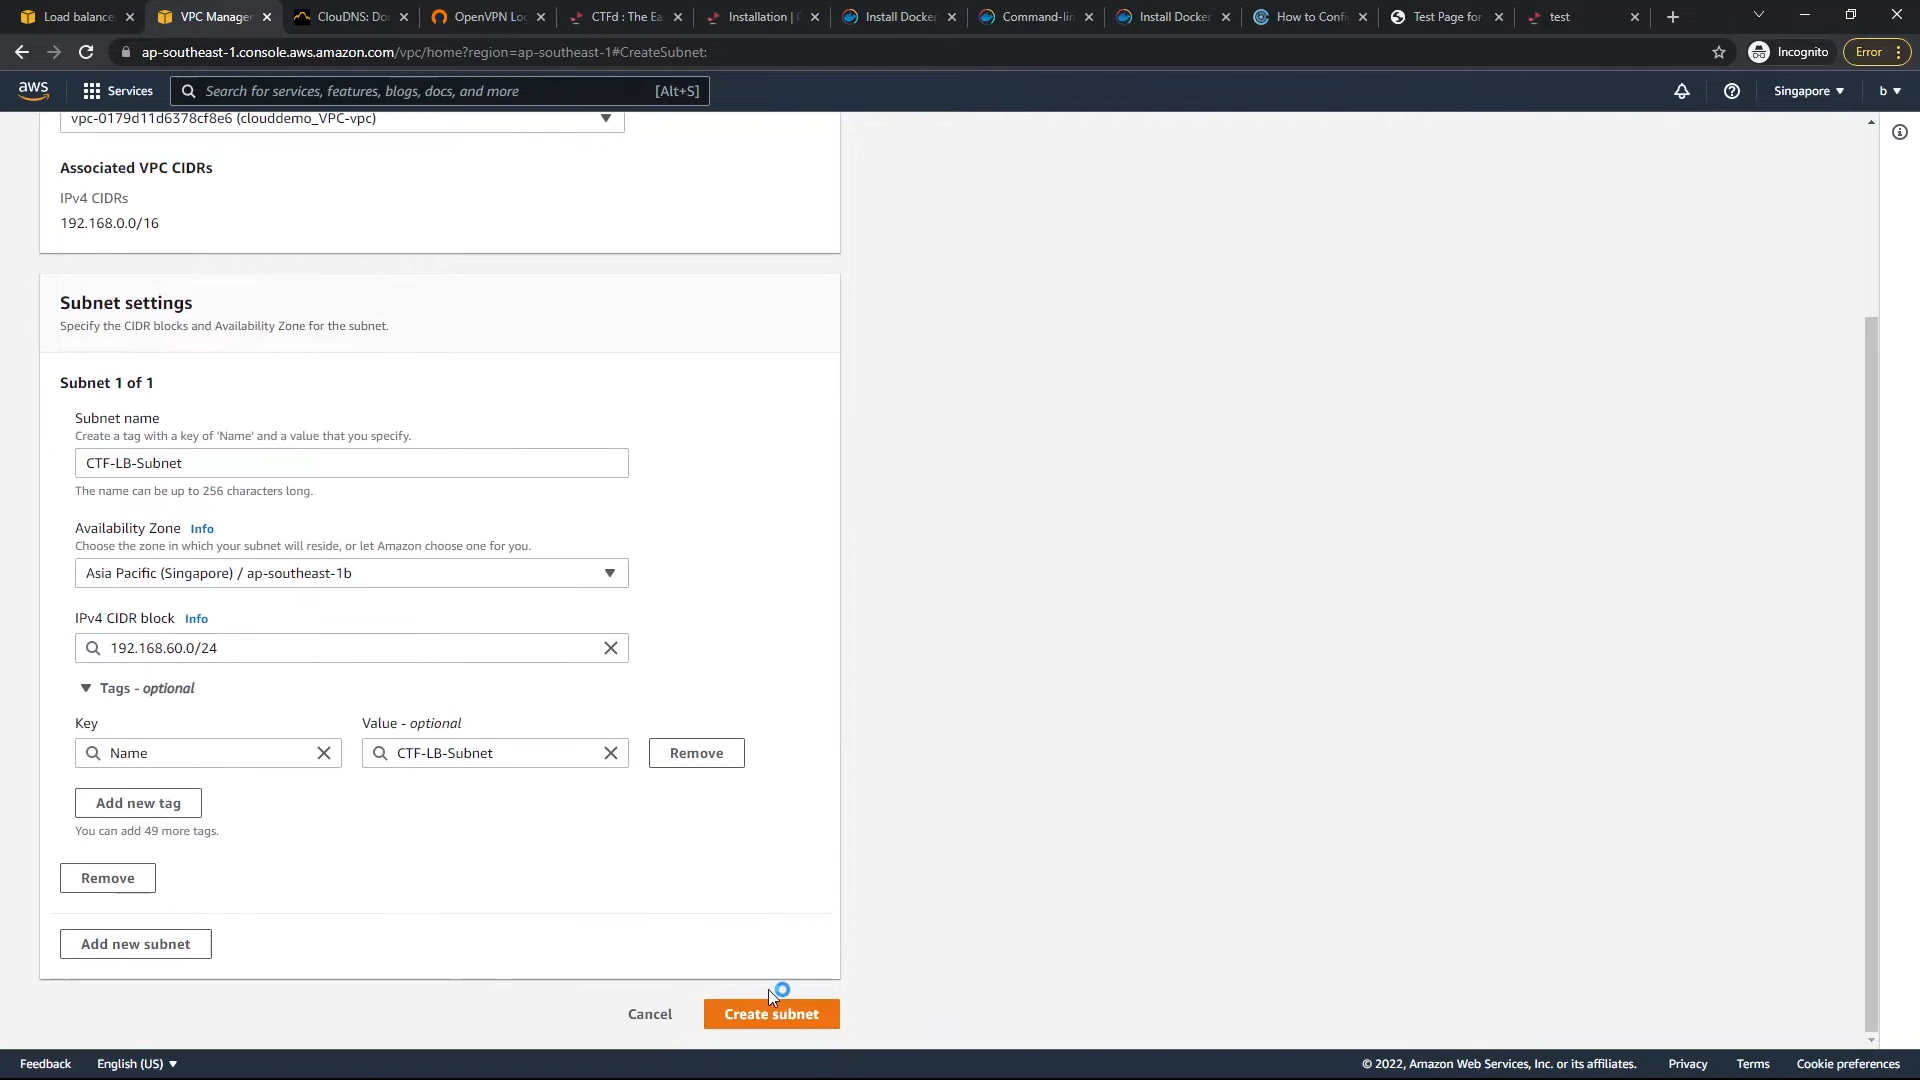 Load balance
VPC Manager
ClouDNS: Do
OpenVPN Lo
CTFd : The Ea
Installation |
Install Docker
Command-lin
Install Docker
How to Confi
Test Page for
test
ap-southeast-1.console.aws.amazon.com/vpc/home?region=ap-southeast-1#CreateSubnet:
Incognito
Error
aws
Services
Search for services, features, blogs, docs, and more
[Alt+S]
Singapore
b
vpc-0179d11d6378cf8e6 (clouddemo_VPC-vpc)
Associated VPC CIDRs
IPv4 CIDRs
192.168.0.0/16
Subnet settings
Specify the CIDR blocks and Availability Zone for the subnet.
Subnet 1 of 1
Subnet name
Create a tag with a key of 'Name' and a value that you specify.
CTF-LB-Subnet
The name can be up to 256 characters long.
Availability Zone Info
Choose the zone in which your subnet will reside, or let Amazon choose one for you.
Asia Pacific (Singapore) / ap-southeast-1b
IPv4 CIDR block Info
192.168.60.0/24
Tags - optional
Key
Value - optional
Name
CTF-LB-Subnet
Remove
Add new tag
You can add 49 more tags.
Remove
Add new subnet
Cancel
Create subnet
Feedback
English (US)
© 2022, Amazon Web Services, Inc. or its affiliates.
Privacy
Terms
Cookie preferences